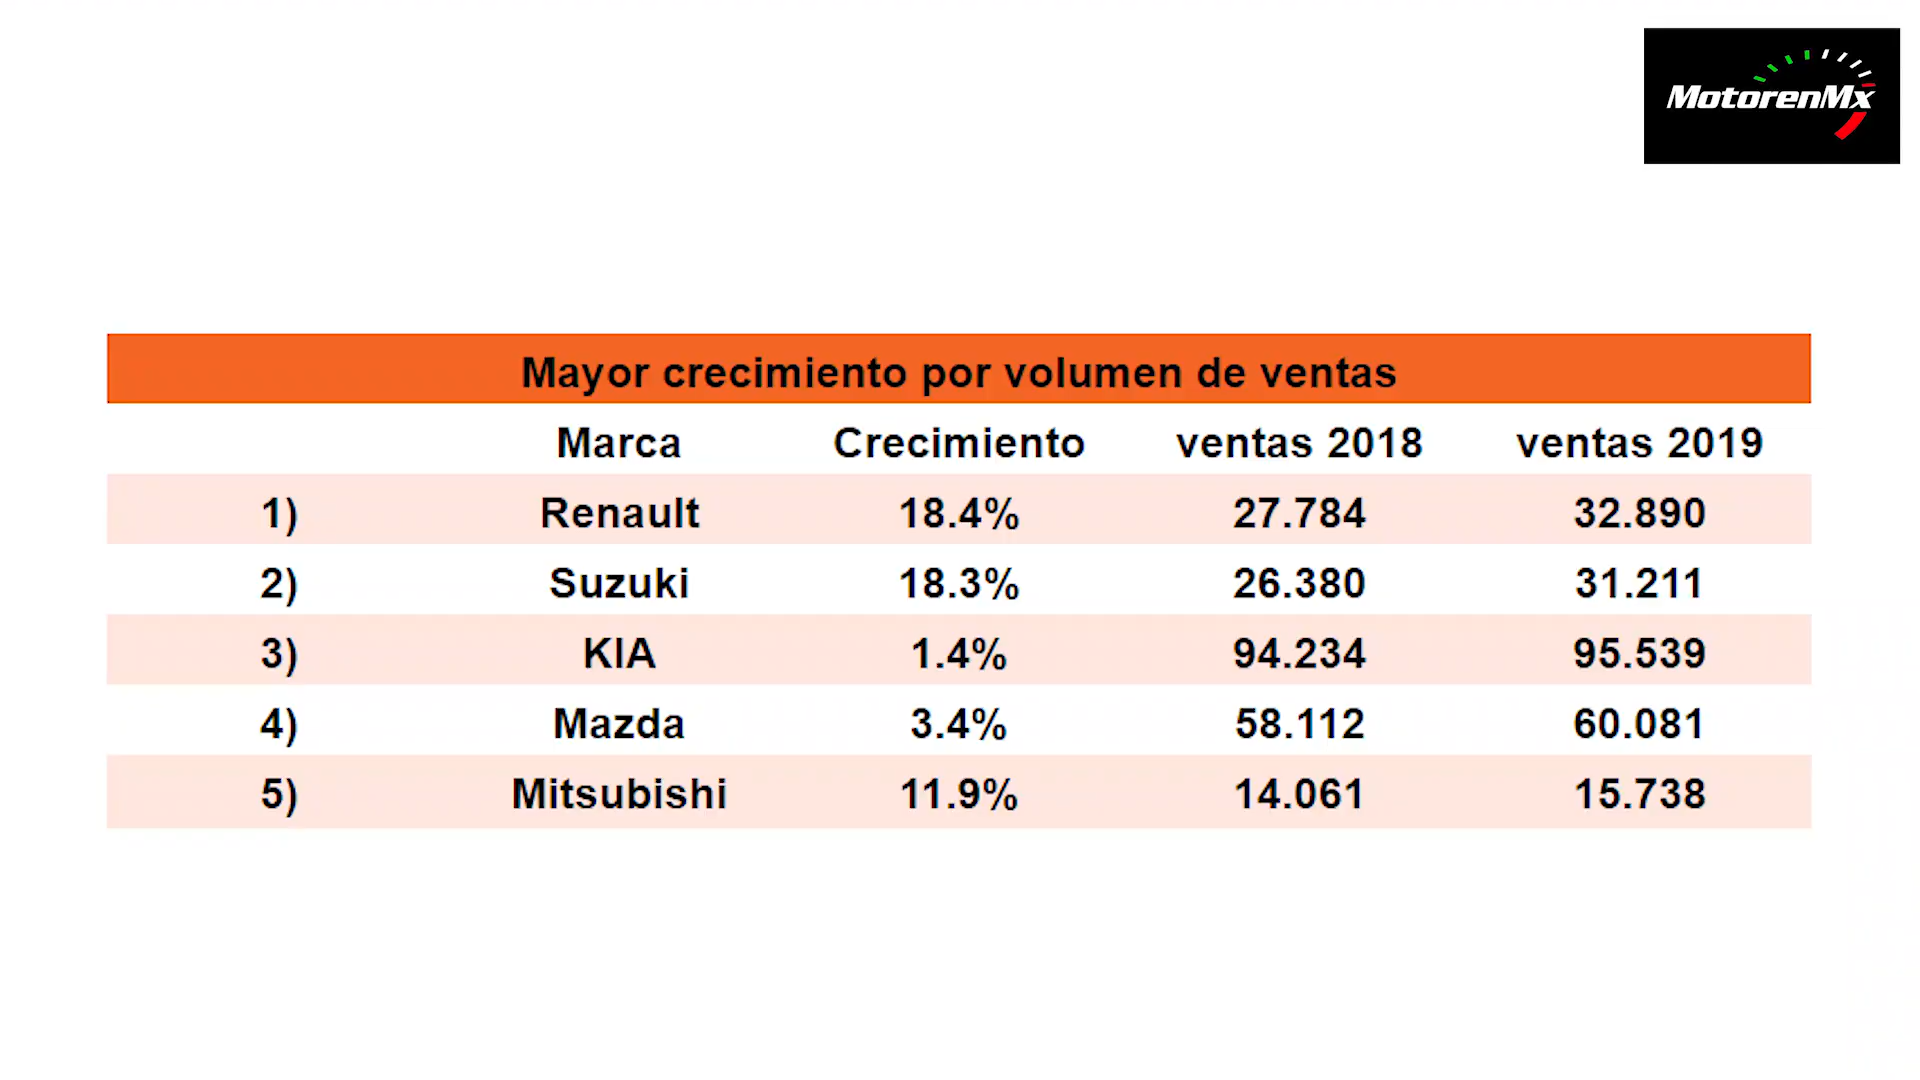 MotorenMx
Mayor crecimiento por volumen de ventas
Marca Crecimiento ventas 2018 ventas 2019
1) Renault 18.4% 27.784 32.890
2) Suzuki 18.3% 26.380 31.211
3) KIA 1.4% 94.234 95.539
4) Mazda 3.4% 58.112 60.081
5) Mitsubishi 11.9% 14.061 15.738